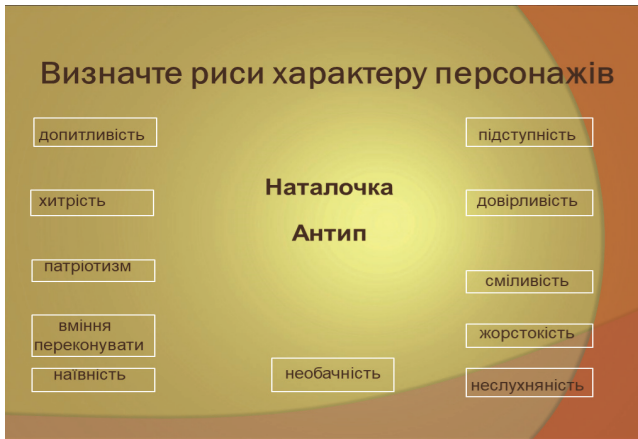 Визначте риси характеру персонажів
допитливість
підступність
Наталочка
хитрість
довірливість
Антип
патріотизм
сміливість
вміння
переконувати
жорстокість
наївність
необачність
неслухняність